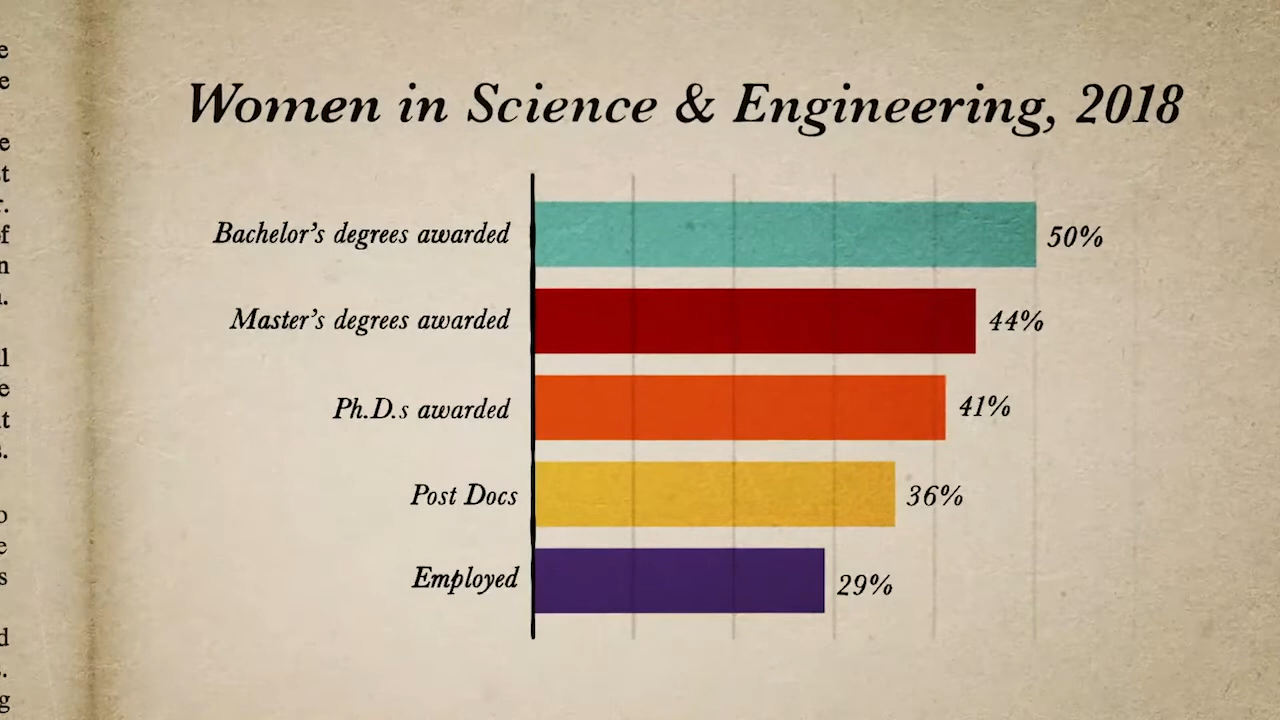 Women in Science & Engineering, 2018
Bachelor's degrees awarded
50%
Master's degrees awarded
44%
Ph.D.s awarded
41%
Post Docs
36%
Employed
29%